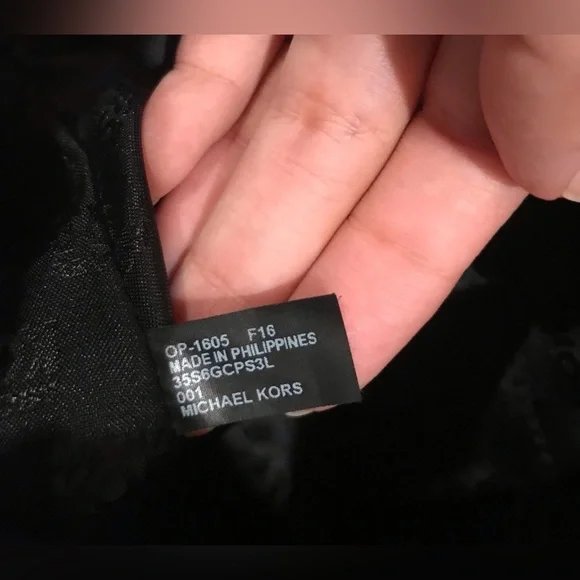 OP-1605 F16
MADE IN PHILIPPINES
35S6GCPS3L
001
MICHAEL KORS